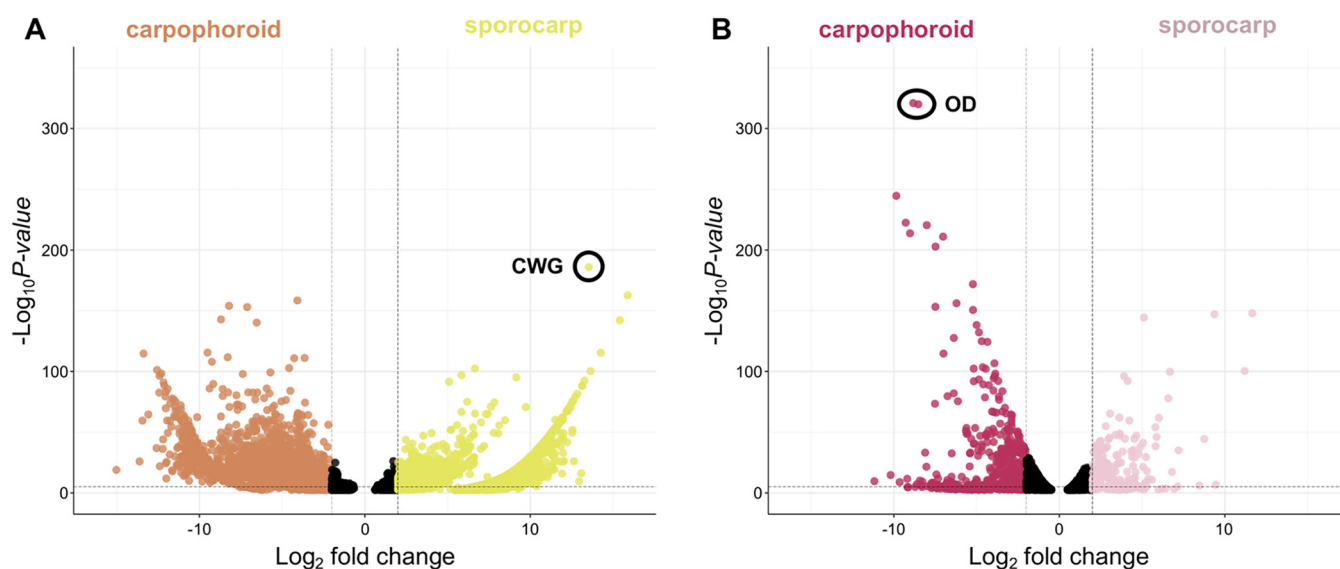 A
carpophoroid
sporocarp
300
200
100
0
-Log10P-value
CWG
-10
0
10
Log2 fold change
B
carpophoroid
sporocarp
300
200
100
0
-Log10P-value
OD
-10
0
10
Log2 fold change